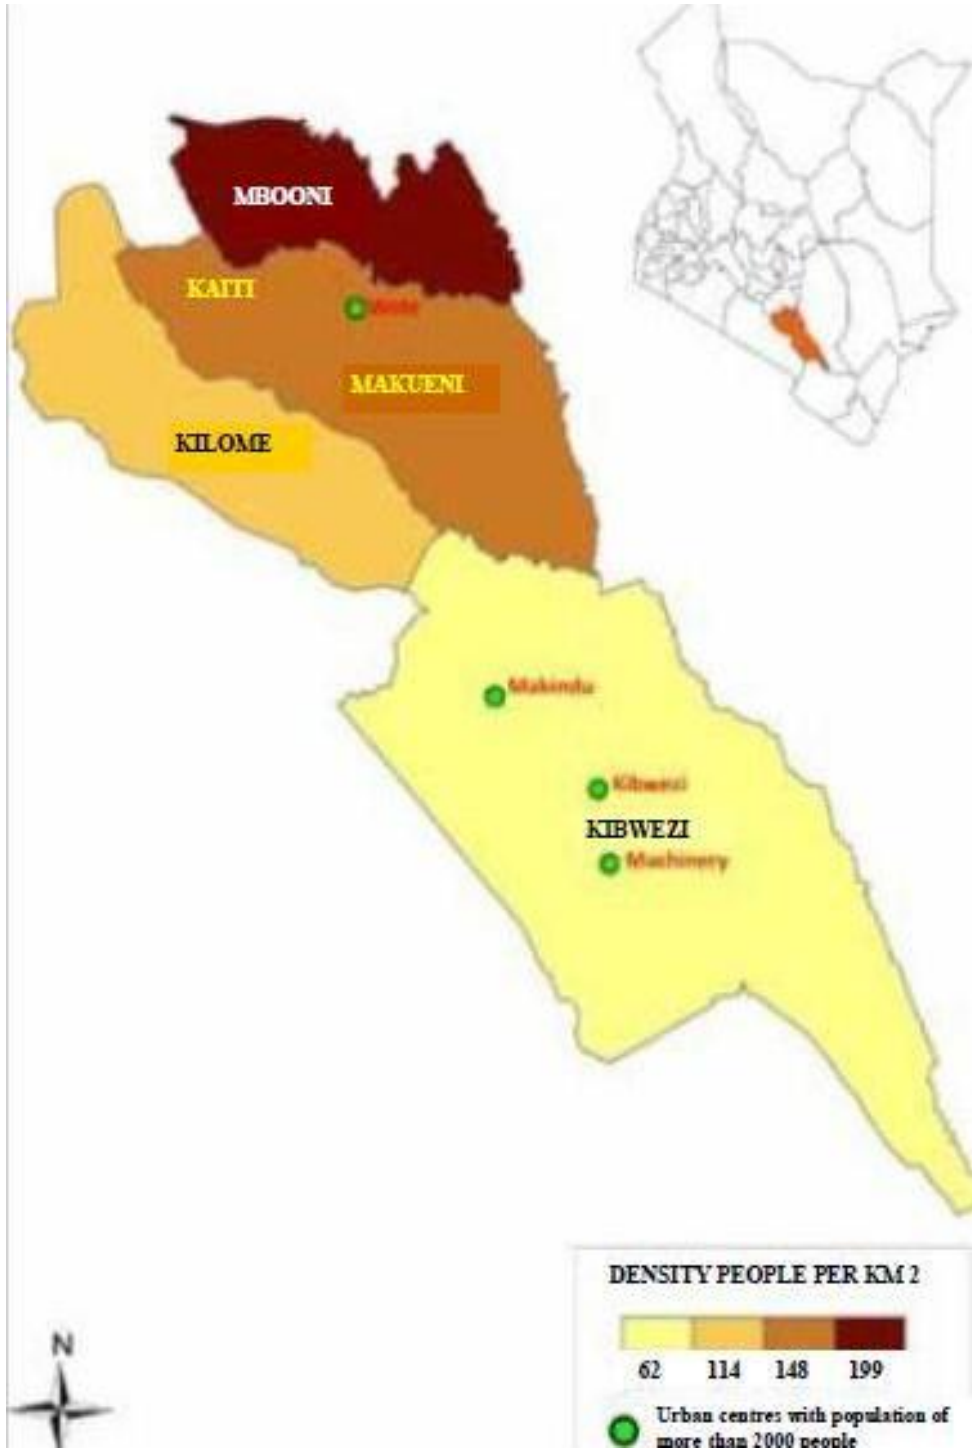 MBOONI
KAITI
MAKUENI
KILOME
Makindu
Kibwezi
KIBWEZI
Machinery
DENSITY PEOPLE PER KM 2
62 114 148 199
N
Urban centres with population of
more than 2000 people